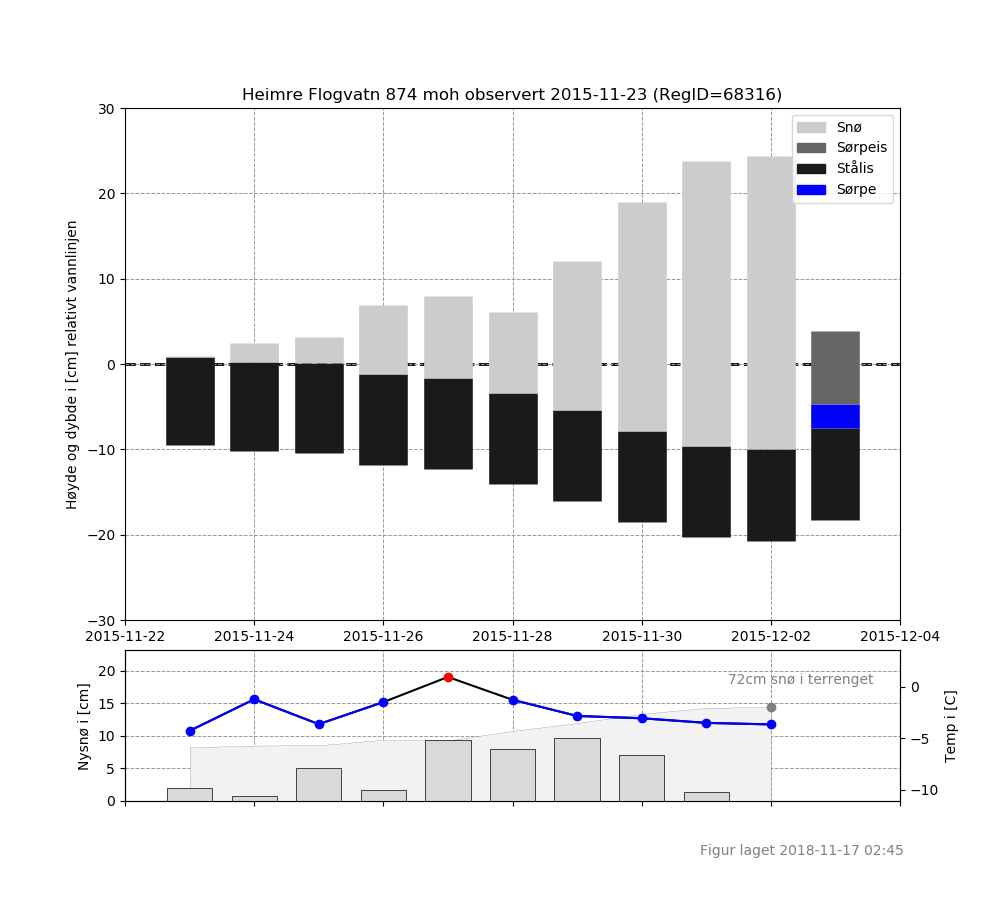 Heimre Flogvatn 874 moh observert 2015-11-23 (RegID=68316)
Høyde og dybde i [cm] relativt vannlinjen
30
20
10
0
−10
−20
−30
Snø
Sørpeis
Stålis
Sørpe
2015-11-22 2015-11-24 2015-11-26 2015-11-28 2015-11-30 2015-12-02 2015-12-04
Nysnø i [cm]
20
15
10
5
0
72cm snø i terrenget
0
−5
−10
Temp i [C]
Figur laget 2018-11-17 02:45